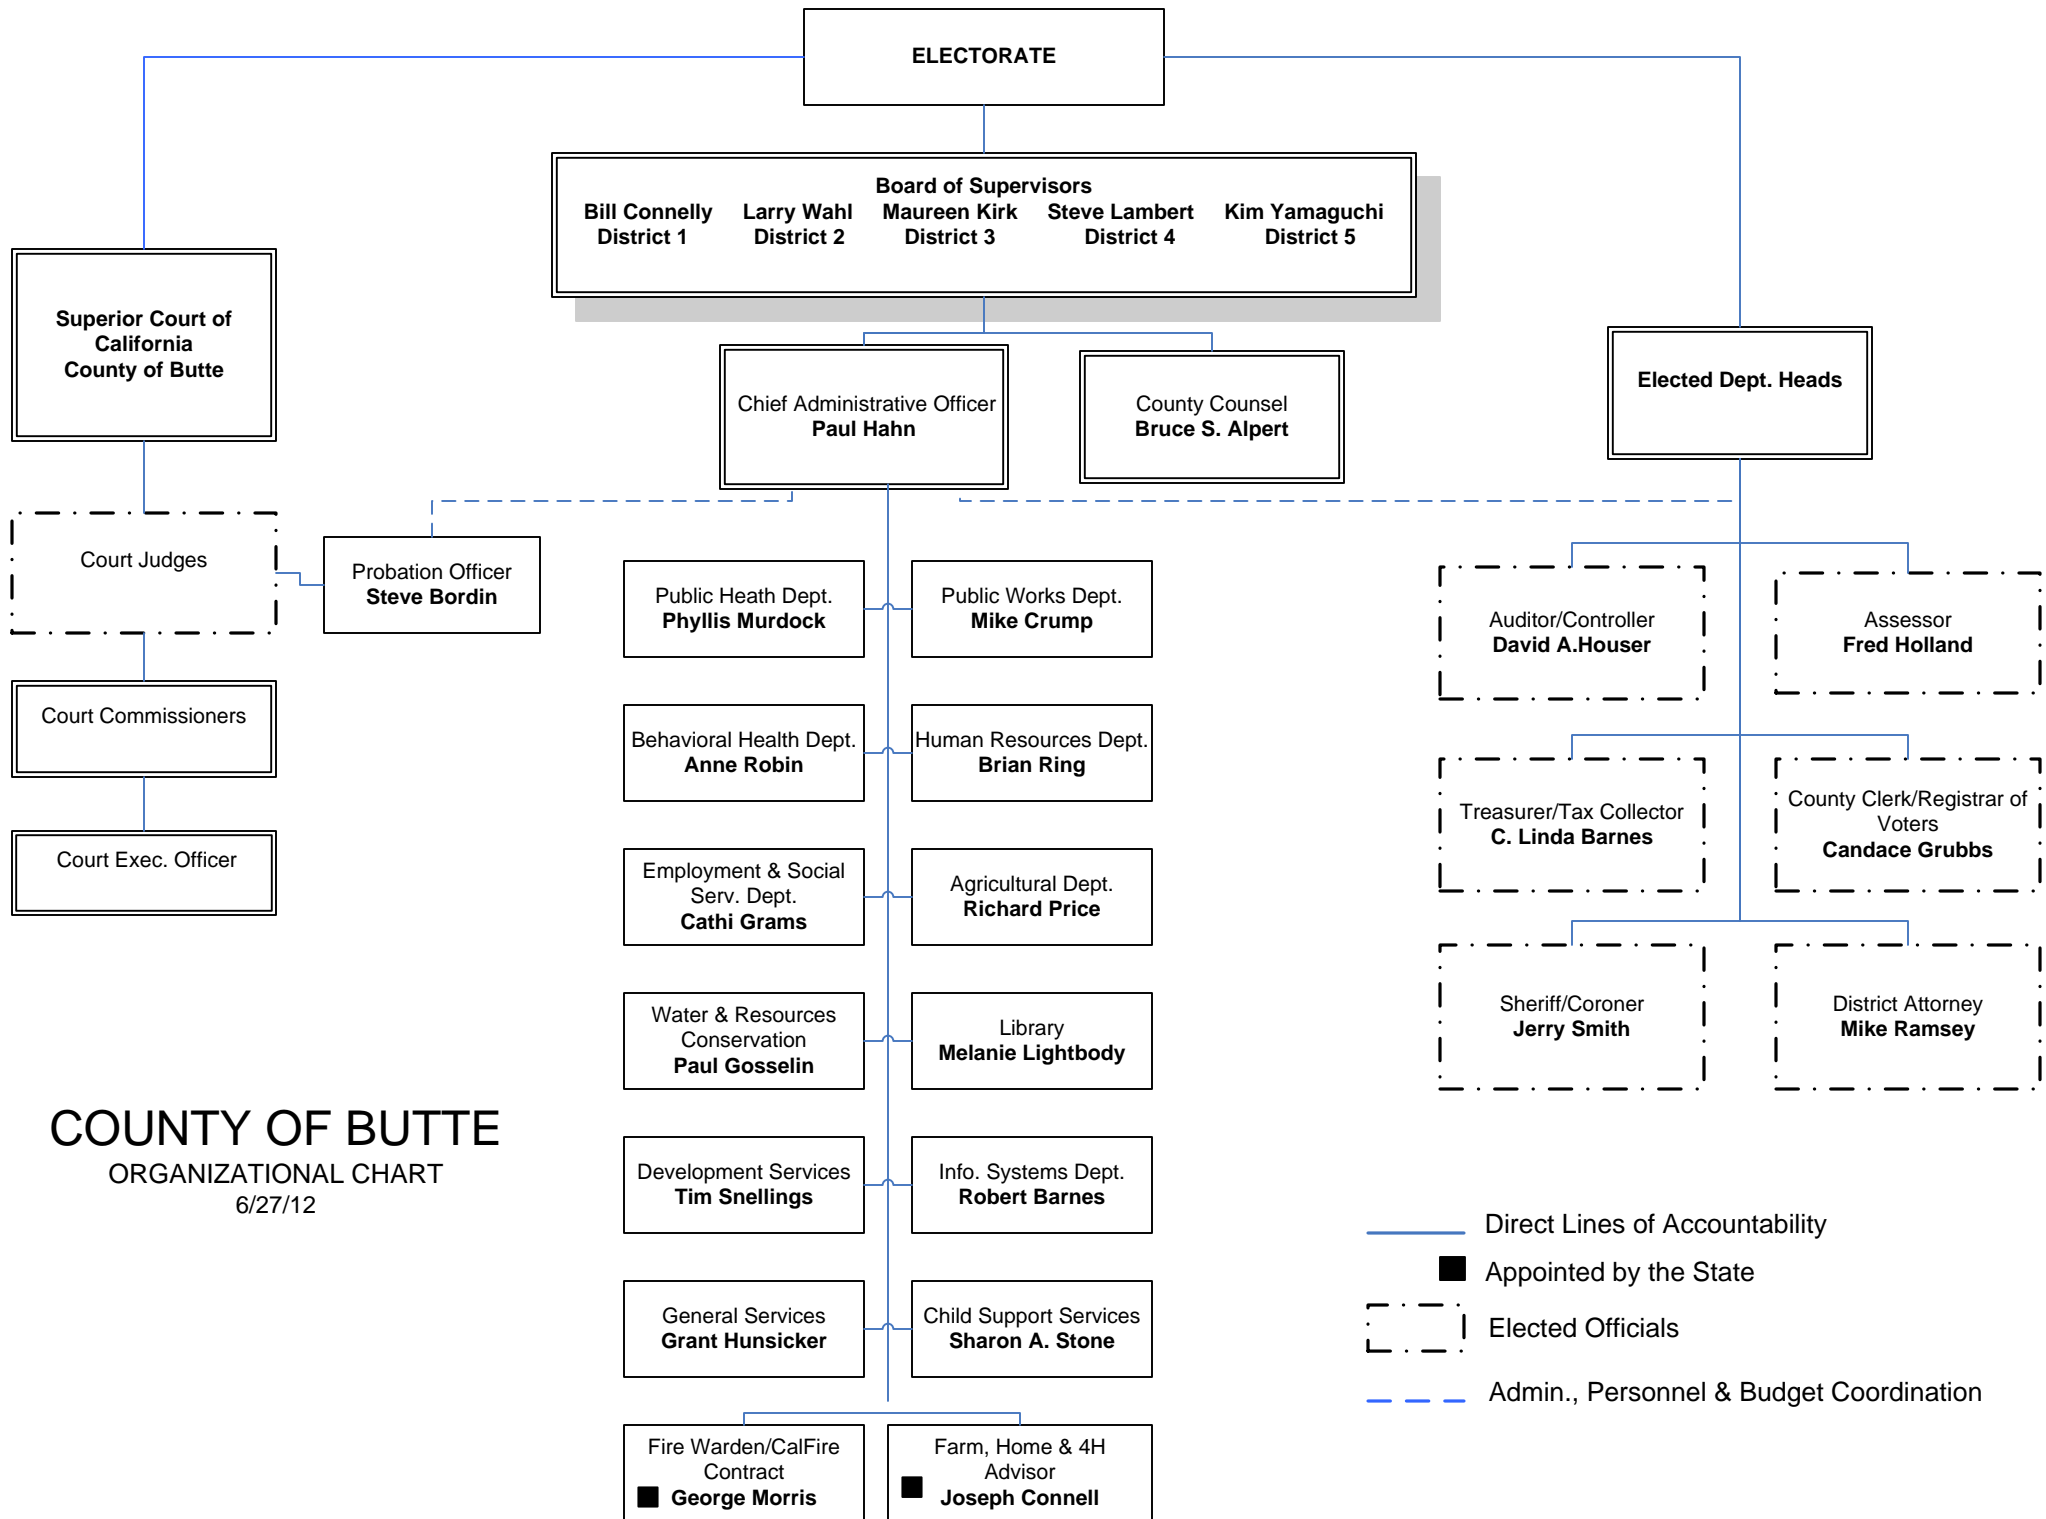 ELECTORATE
Board of Supervisors
Bill Connelly Larry Wahl Maureen Kirk Steve Lambert Kim Yamaguchi
District 1 District 2 District 3 District 4 District 5
Superior Court of
California
County of Butte
Chief Administrative Officer
Paul Hahn
County Counsel
Bruce S. Alpert
Elected Dept. Heads
Court Judges
Probation Officer
Steve Bordin
Court Commissioners
Court Exec. Officer
Public Heath Dept.
Phyllis Murdock
Public Works Dept.
Mike Crump
Behavioral Health Dept.
Anne Robin
Human Resources Dept.
Brian Ring
Employment & Social
Serv. Dept.
Cathi Grams
Agricultural Dept.
Richard Price
Water & Resources
Conservation
Paul Gosselin
Library
Melanie Lightbody
Development Services
Tim Snellings
Info. Systems Dept.
Robert Barnes
General Services
Grant Hunsicker
Child Support Services
Sharon A. Stone
Fire Warden/CalFire
Contract
George Morris
Farm, Home & 4H
Advisor
Joseph Connell
Auditor/Controller
David A.Houser
Assessor
Fred Holland
Treasurer/Tax Collector
C. Linda Barnes
County Clerk/Registrar of
Voters
Candace Grubbs
Sheriff/Coroner
Jerry Smith
District Attorney
Mike Ramsey
COUNTY OF BUTTE
ORGANIZATIONAL CHART
6/27/12
Direct Lines of Accountability
Appointed by the State
Elected Officials
Admin., Personnel & Budget Coordination